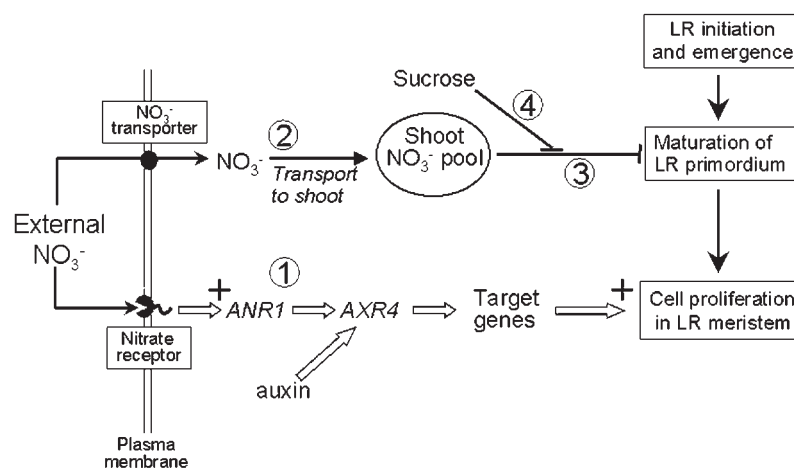 LR initiation
and emergence
Sucrose
④
NO₃⁻
transporter
②
Shoot
NO₃⁻ pool
Maturation of
LR primordium
NO₃⁻
Transport
to shoot
③
External
NO₃⁻
①
+
ANR1
AXR4
Target
genes
+
Cell proliferation
in LR meristem
Nitrate
receptor
auxin
Plasma
membrane